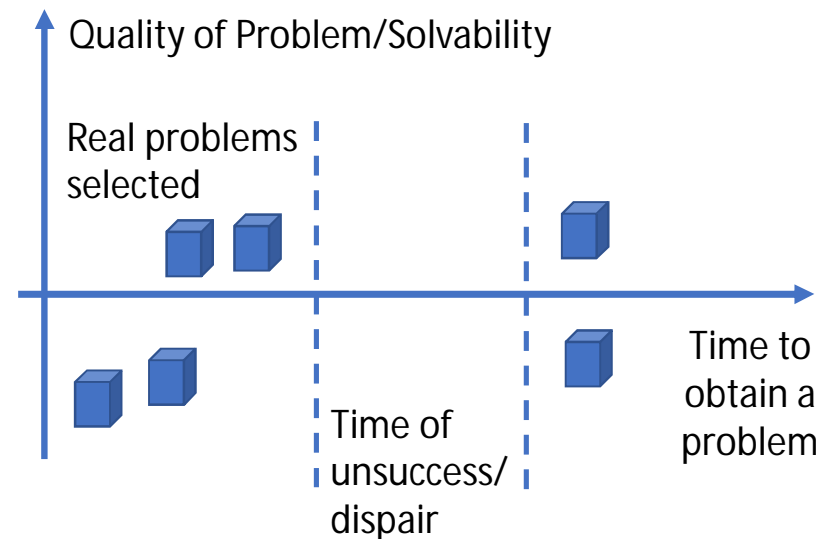 Quality of Problem/Solvability
Real problems
selected
Time to
obtain a
problem
Time of
unsuccess/
dispair